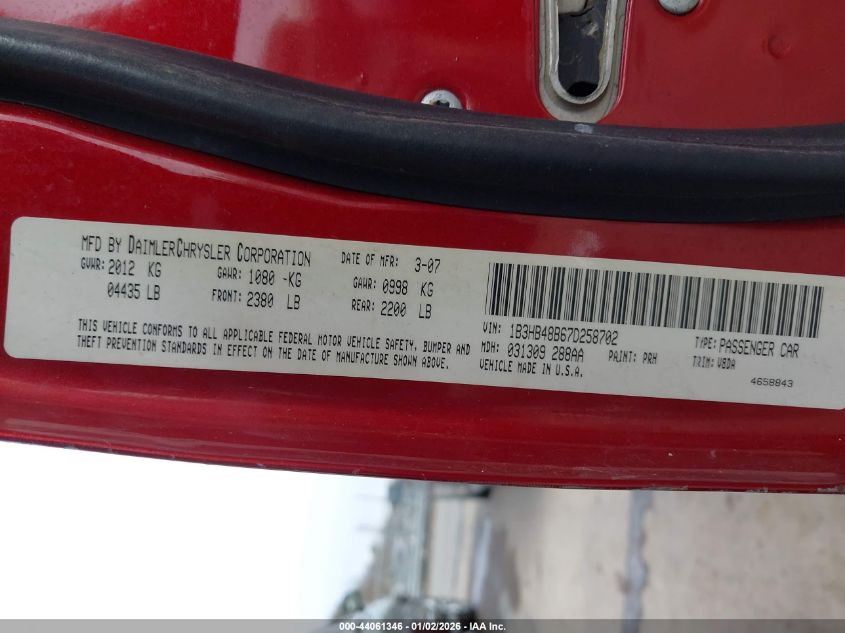 MFD BY DAIMLERCHRYSLER CORPORATION DATE OF MFR: 3-07
GVWR: 2012 KG GAWR: 1080 -KG GAWR: 0998 KG
04435 LB FRONT: 2380 LB REAR: 2200 LB
THIS VEHICLE CONFORMS TO ALL APPLICABLE FEDERAL MOTOR VEHICLE SAFETY, BUMPER AND
THEFT PREVENTION STANDARDS IN EFFECT ON THE DATE OF MANUFACTURE SHOWN ABOVE.
VIN: 1B3HB48B67D258702 TYPE: PASSENGER CAR
MDH: 031309 288AA PAINT: PRH TRIM: V8DA
VEHICLE MADE IN U.S.A. 4658843
000-44061346 - 01/02/2026 - IAA Inc.